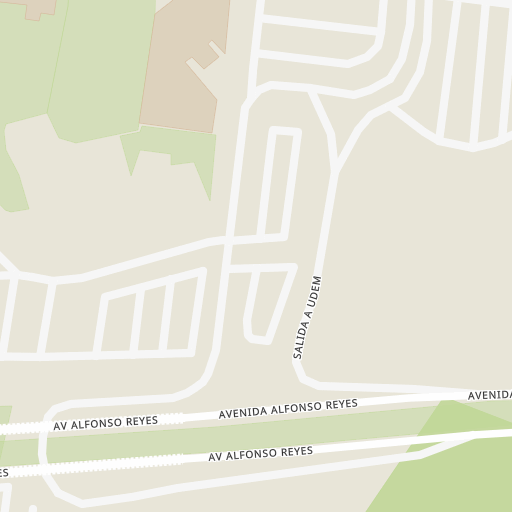 SALIDA A UDEM
AVENIDA
AVENIDA ALFONSO REYES
AV ALFONSO REYES
AV ALFONSO REYES
ES